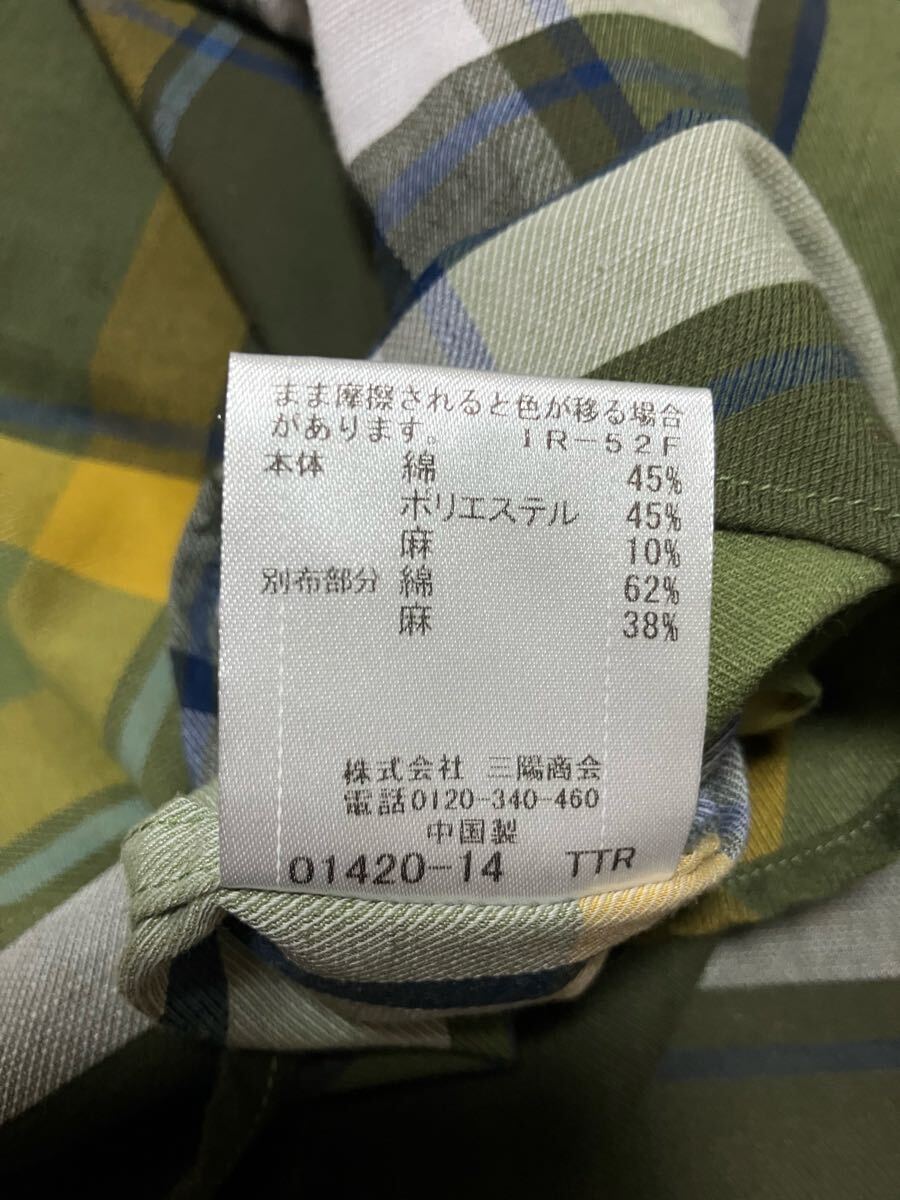 まま摩擦されると色が移る場合
があります。 IR-52F
本体 綿 45%
ポリエステル 45%
麻 10%
別布部分 綿 62%
麻 38%
株式会社 三陽商会
電話0120-340-460
中国製
01420-14 TTR